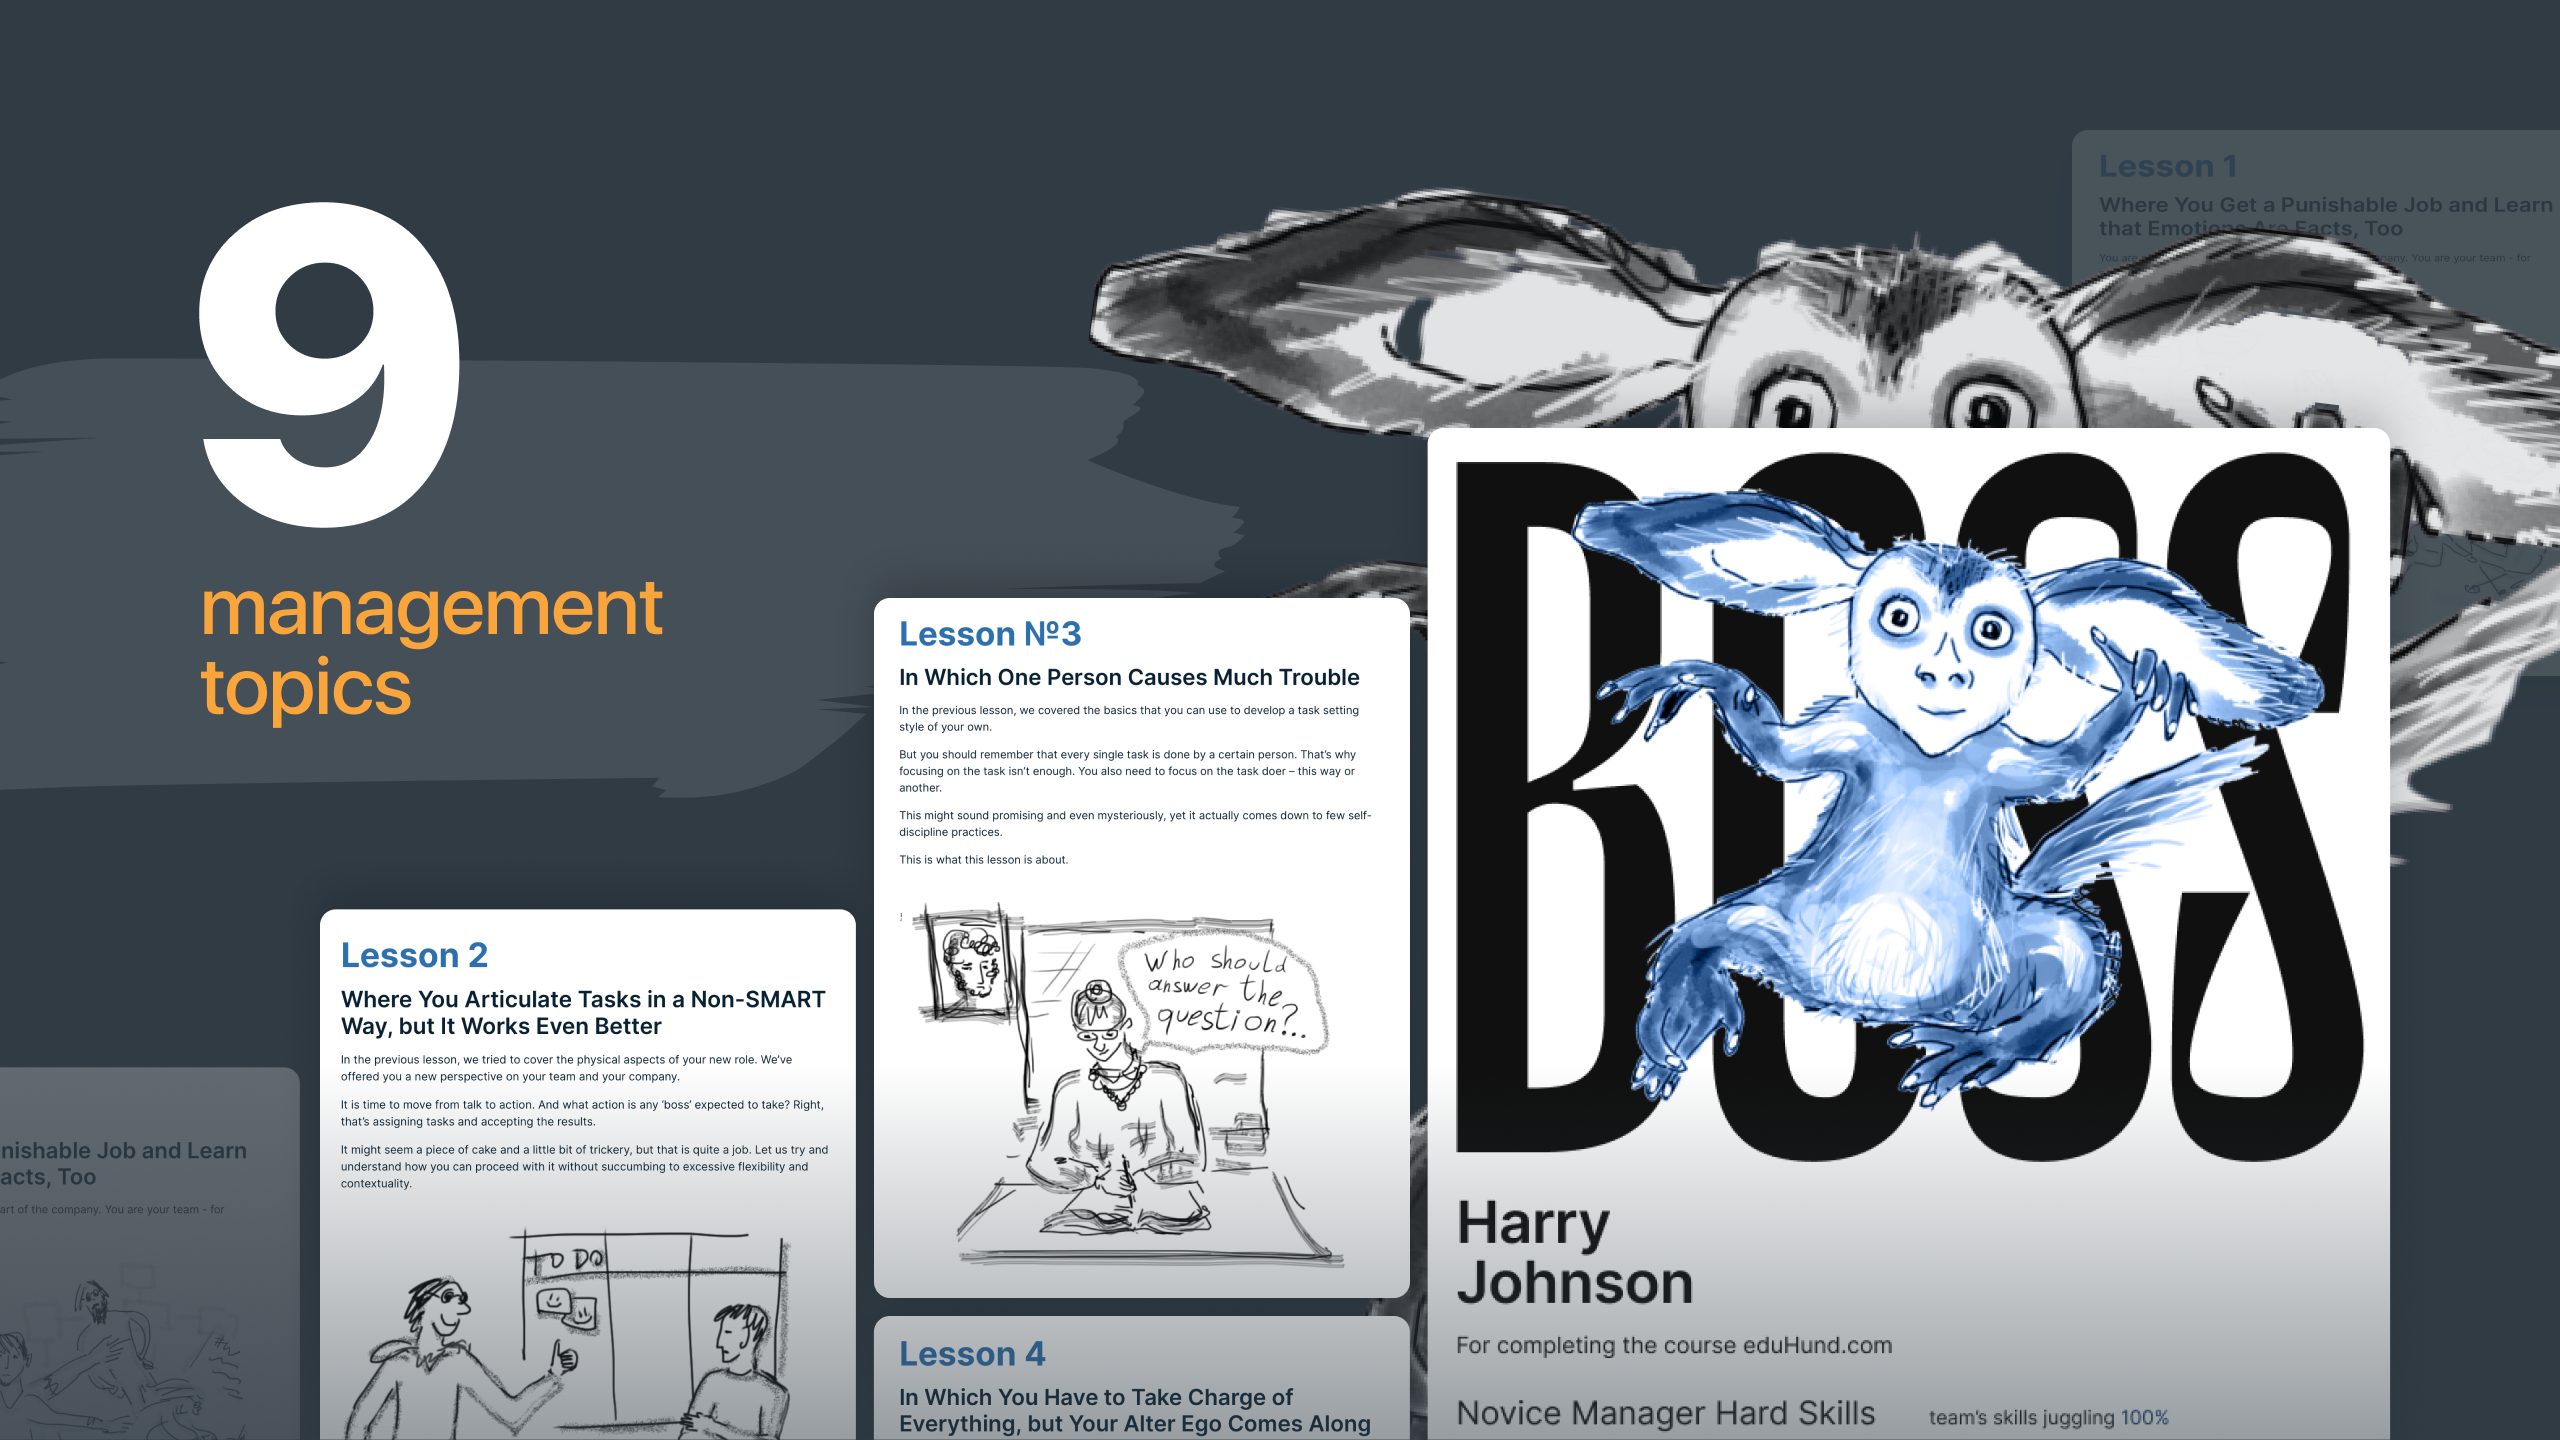 9
management
topics
Lesson 1
Where You Get a Punishable Job and Learn
that Emotions Are Facts, Too
You are
pany. You are your team - for
nishable Job and Learn
acts, Too
art of the company. You are your team - for
Lesson 2
Where You Articulate Tasks in a Non-SMART
Way, but It Works Even Better
In the previous lesson, we tried to cover the physical aspects of your new role. We’ve
offered you a new perspective on your team and your company.
It is time to move from talk to action. And what action is any ‘boss’ expected to take? Right,
that’s assigning tasks and accepting the results.
It might seem a piece of cake and a little bit of trickery, but that is quite a job. Let us try and
understand how you can proceed with it without succumbing to excessive flexibility and
contextuality.
TO DO
Lesson №3
In Which One Person Causes Much Trouble
In the previous lesson, we covered the basics that you can use to develop a task setting
style of your own.
But you should remember that every single task is done by a certain person. That’s why
focusing on the task isn’t enough. You also need to focus on the task doer – this way or
another.
This might sound promising and even mysteriously, yet it actually comes down to few self-
discipline practices.
This is what this lesson is about.
Who should
answer the
question?..
Lesson 4
In Which You Have to Take Charge of
Everything, but Your Alter Ego Comes Along
BOSS
Harry
Johnson
For completing the course eduHund.com
Novice Manager Hard Skills
team’s skills juggling 100%